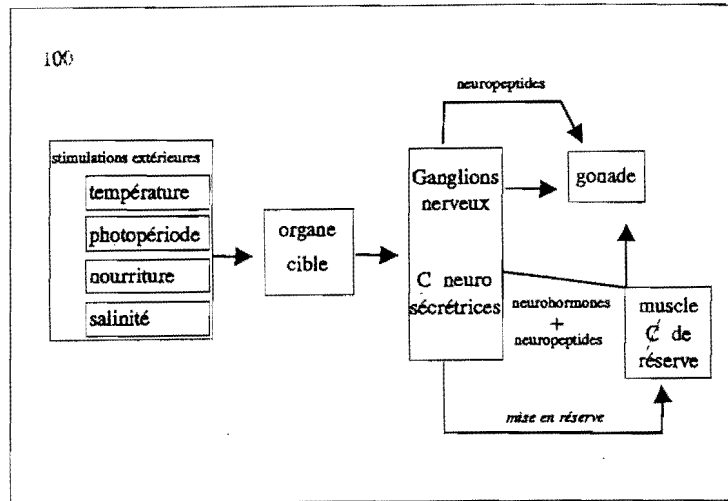 100
neuropeptides
stimulations extérieures
température
photopériode
nourriture
salinité
organe
cible
Ganglions
nerveux
C neuro
sécrétrices
gonade
neurohormones
+
neuropeptides
muscle
₡ de
réserve
mise en réserve